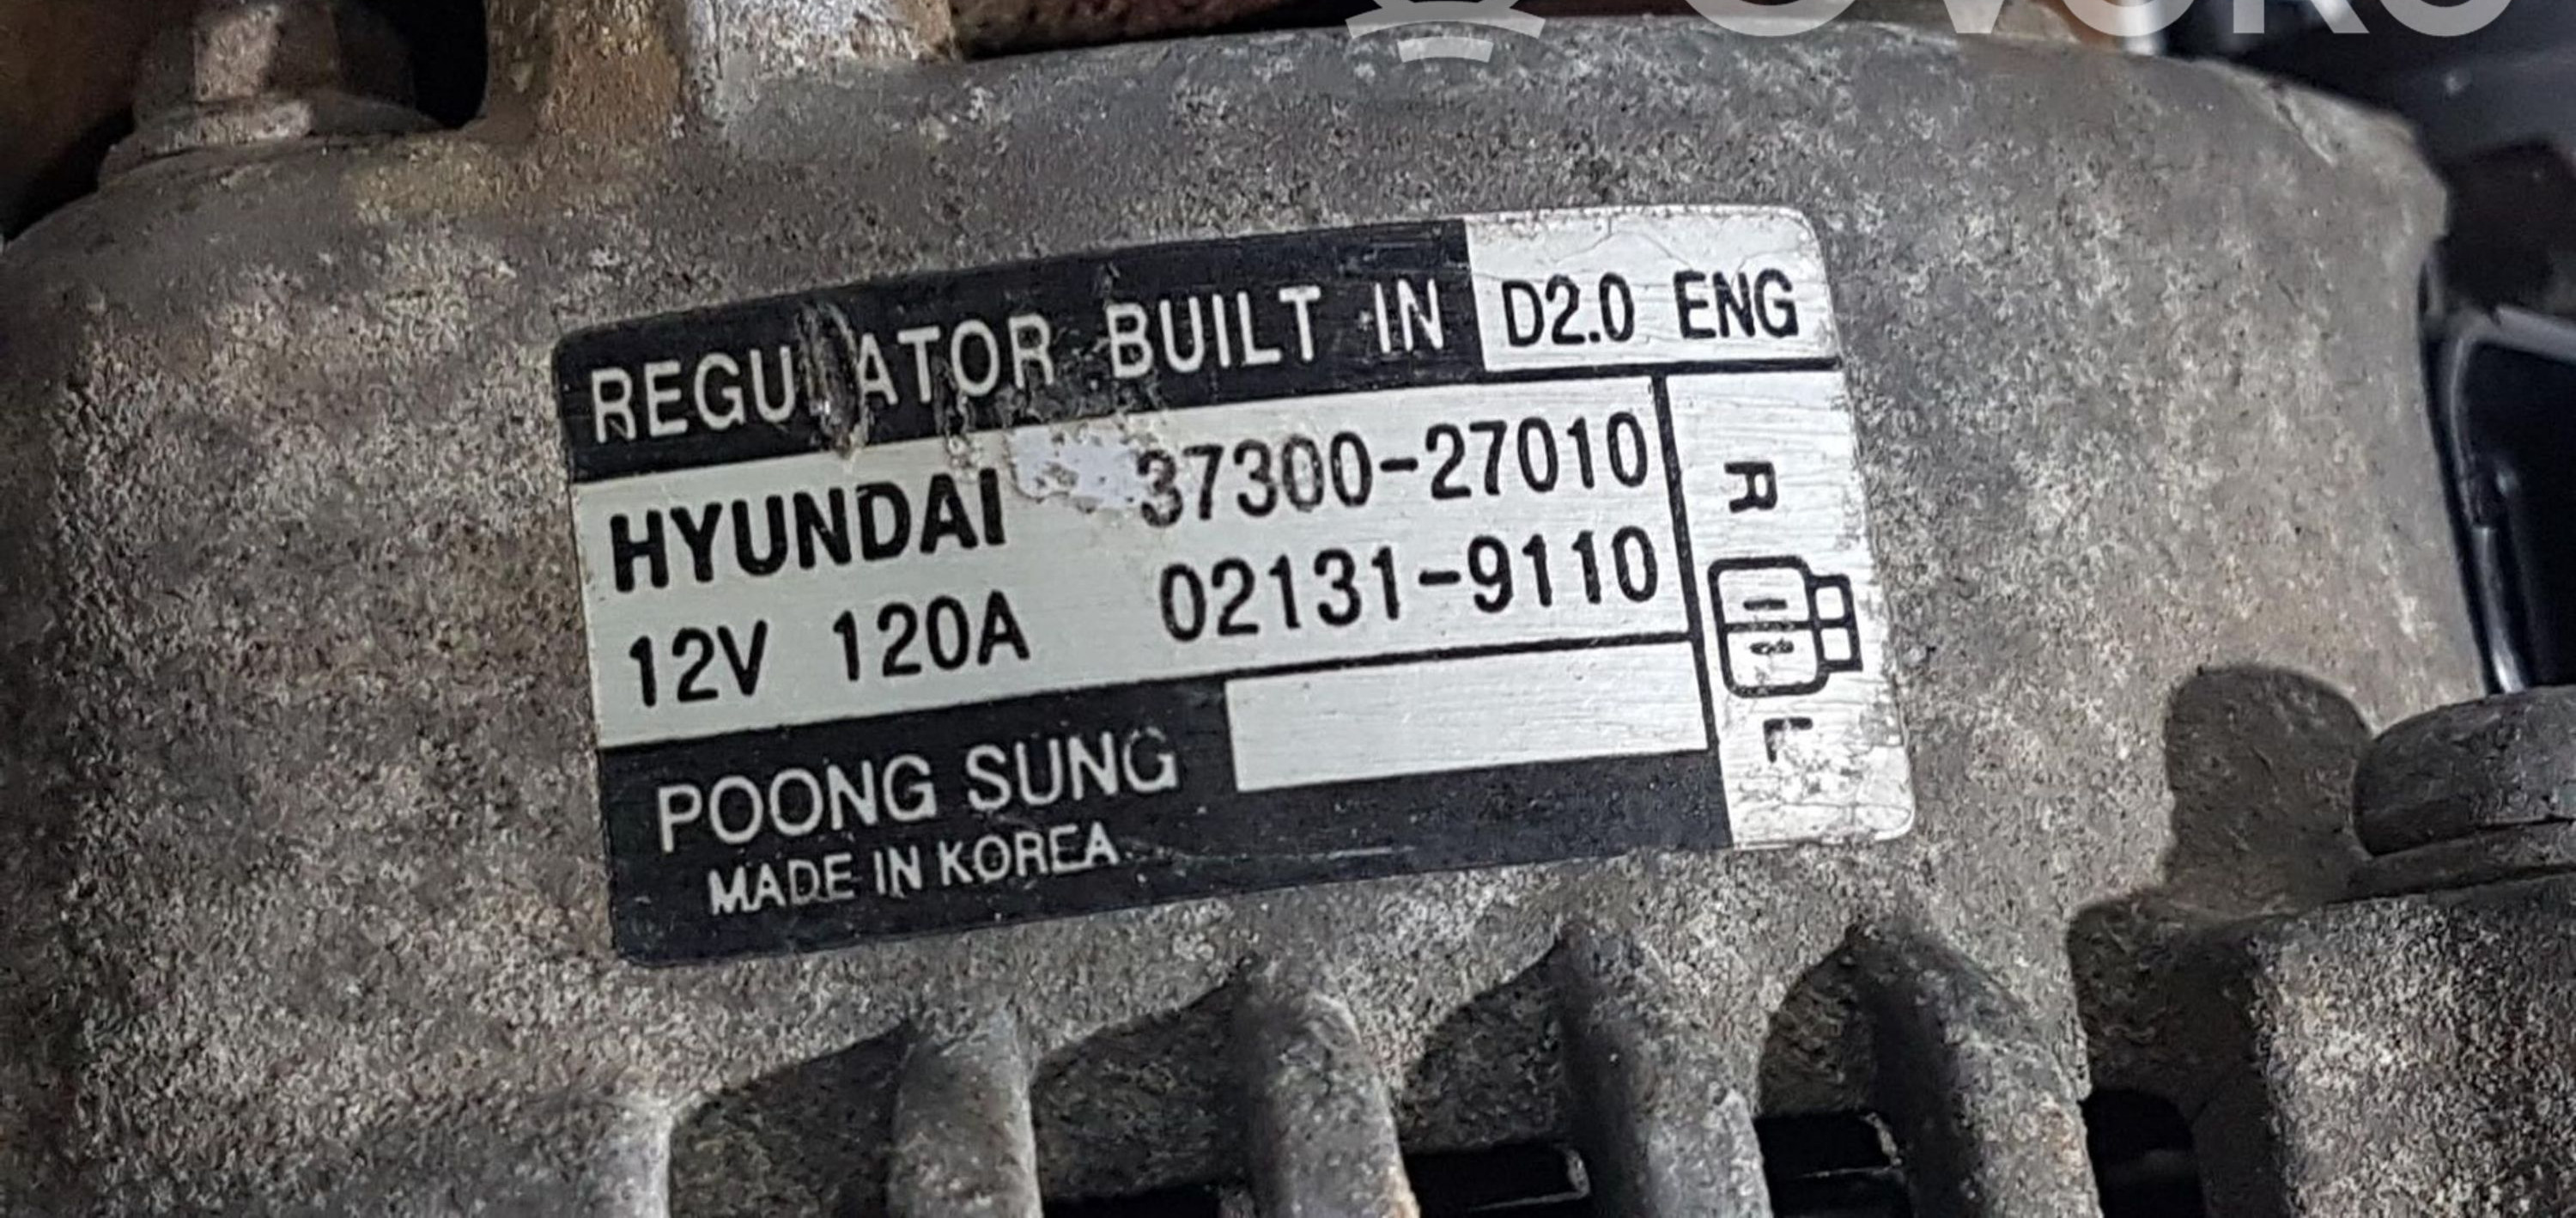 REGULATOR BUILT IN D2.0 ENG
HYUNDAI 37300-27010
12V 120A 02131-9110
R
L
POONG SUNG
MADE IN KOREA